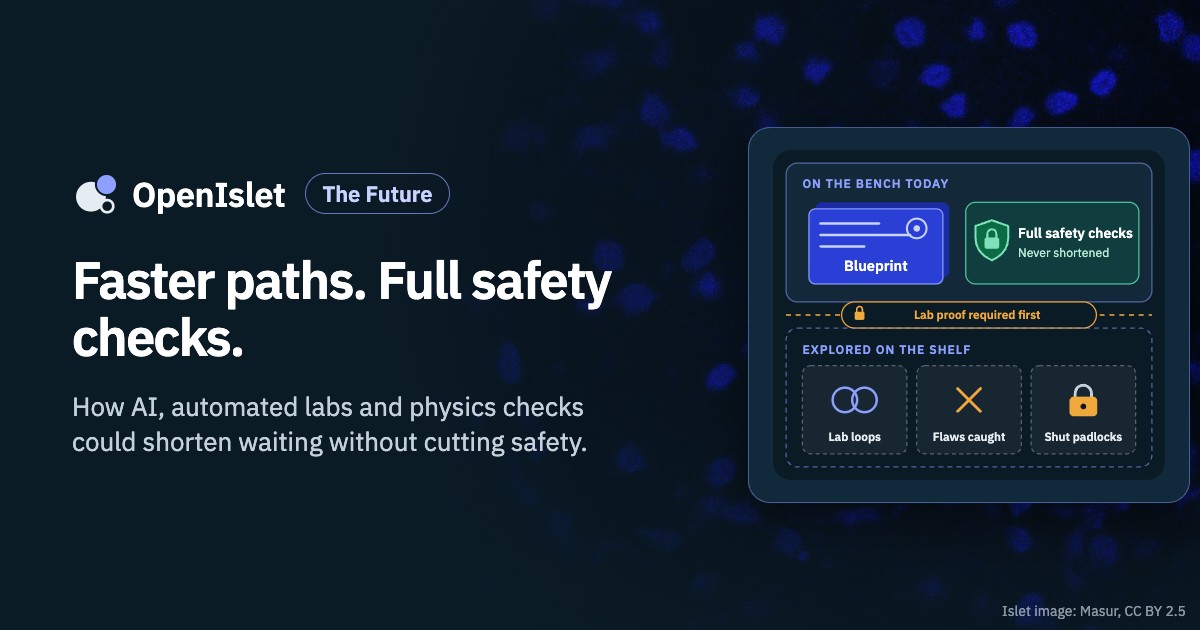 OpenIslet
The Future
Faster paths. Full safety
checks.
How AI, automated labs and physics checks
could shorten waiting without cutting safety.
ON THE BENCH TODAY
Blueprint
Full safety checks
Never shortened
Lab proof required first
EXPLORED ON THE SHELF
Lab loops
Flaws caught
Shut padlocks
Islet image: Masur, CC BY 2.5